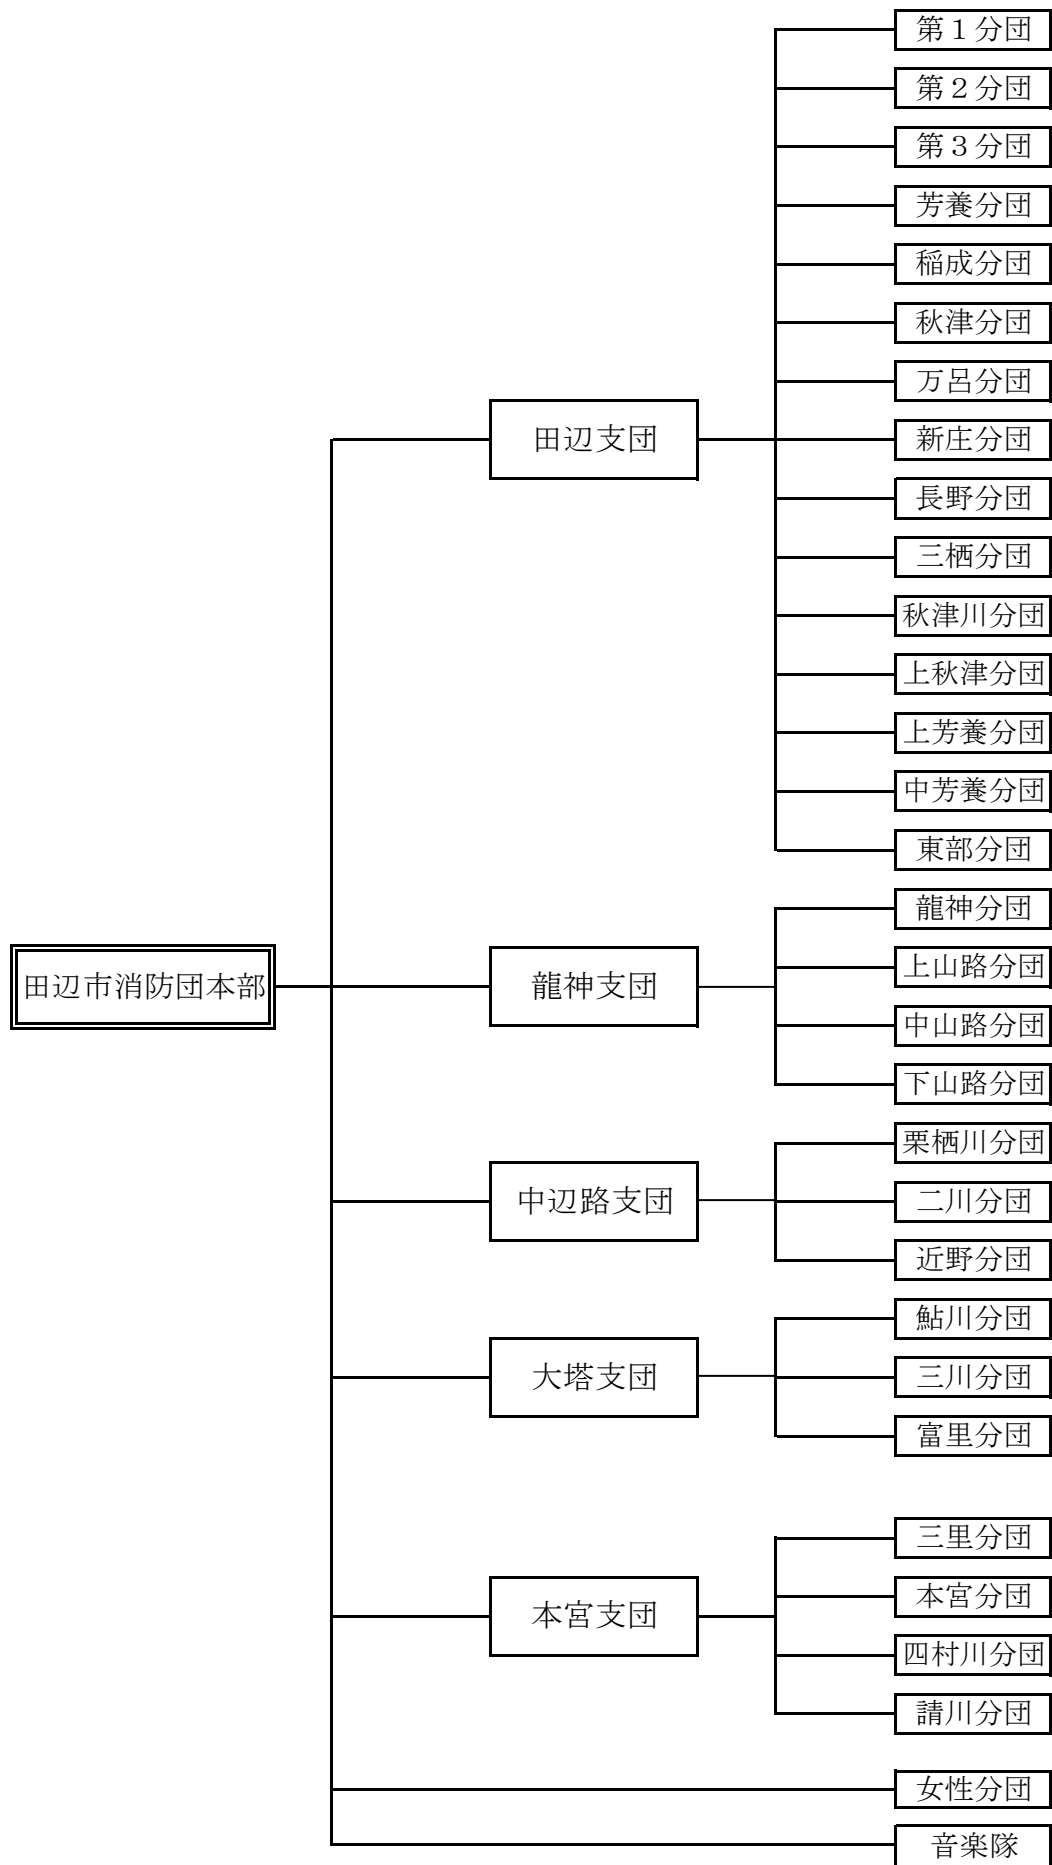 田辺市消防団本部
田辺支団
第１分団
第２分団
第３分団
芳養分団
稲成分団
秋津分団
万呂分団
新庄分団
長野分団
三栖分団
秋津川分団
上秋津分団
上芳養分団
中芳養分団
東部分団
龍神支団
龍神分団
上山路分団
中山路分団
下山路分団
中辺路支団
栗栖川分団
二川分団
近野分団
大塔支団
鮎川分団
三川分団
富里分団
本宮支団
三里分団
本宮分団
四村川分団
請川分団
女性分団
音楽隊